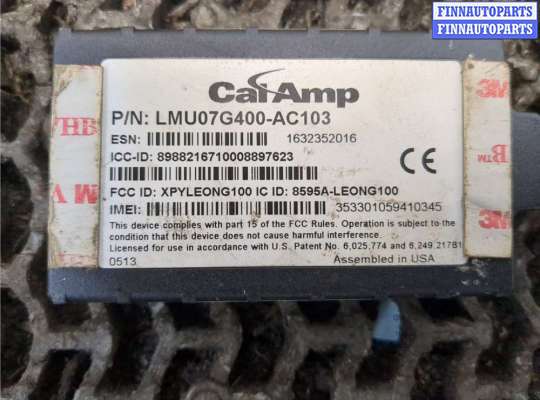 FINNAUTOPARTS
FINNAUTOPARTS
CalAmp
P/N: LMU07G400-AC103
ESN: 1632352016
ICC-ID: 8988216710008897623
FCC ID: XPYLEONG100 IC ID: 8595A-LEONG100
IMEI: 353301059410345
This device complies with part 15 of the FCC Rules. Operation is subject to the
condition that this device does not cause harmful interference.
Licensed for use in accordance with U.S. Patent No. 6,025,774 and 6,249,217B1
0513 Assembled in USA
VHB
M V
3M
B™
3M